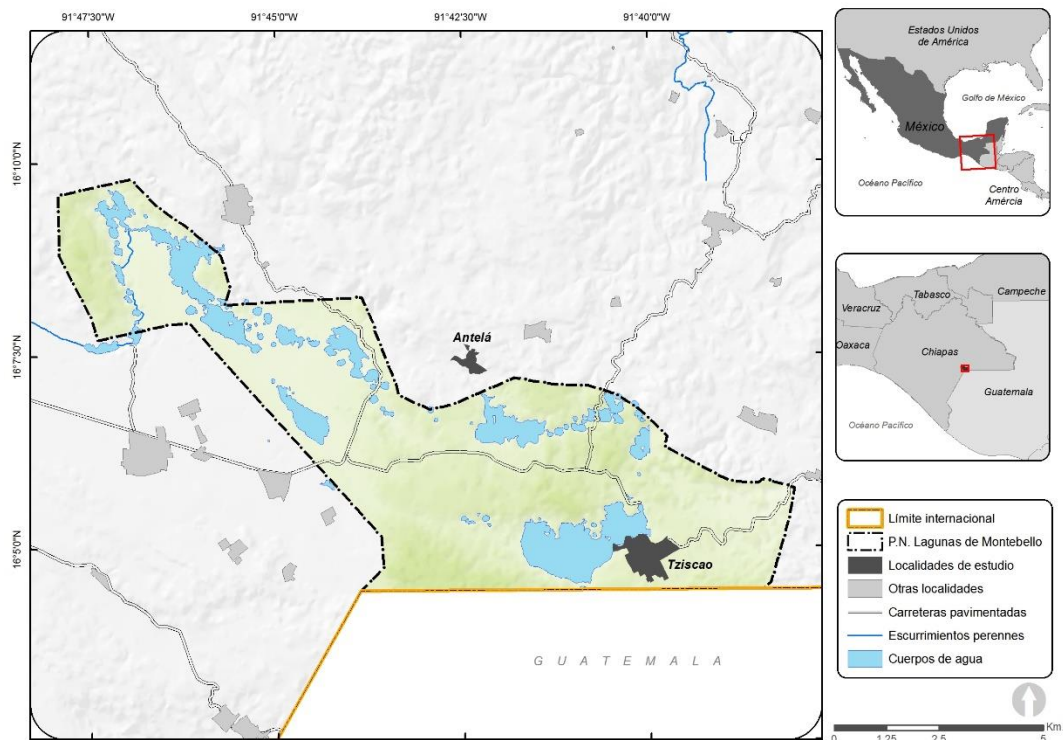 91°47'30"W
91°45'0"W
91°42'30"W
91°40'0"W
16°10'0"N
16°7'30"N
16°5'0"N
Antelá
Tziscao
GUATEMALA
Estados Unidos
de América
Golfo de México
México
Océano Pacífico
Centro
Amércia
Campeche
Tabasco
Veracruz
Oaxaca
Chiapas
Guatemala
Océano Pacífico
Límite internacional
P.N. Lagunas de Montebello
Localidades de estudio
Otras localidades
Carreteras pavimentadas
Escurrimientos perennes
Cuerpos de agua
Km
0 1.25 2.5 5